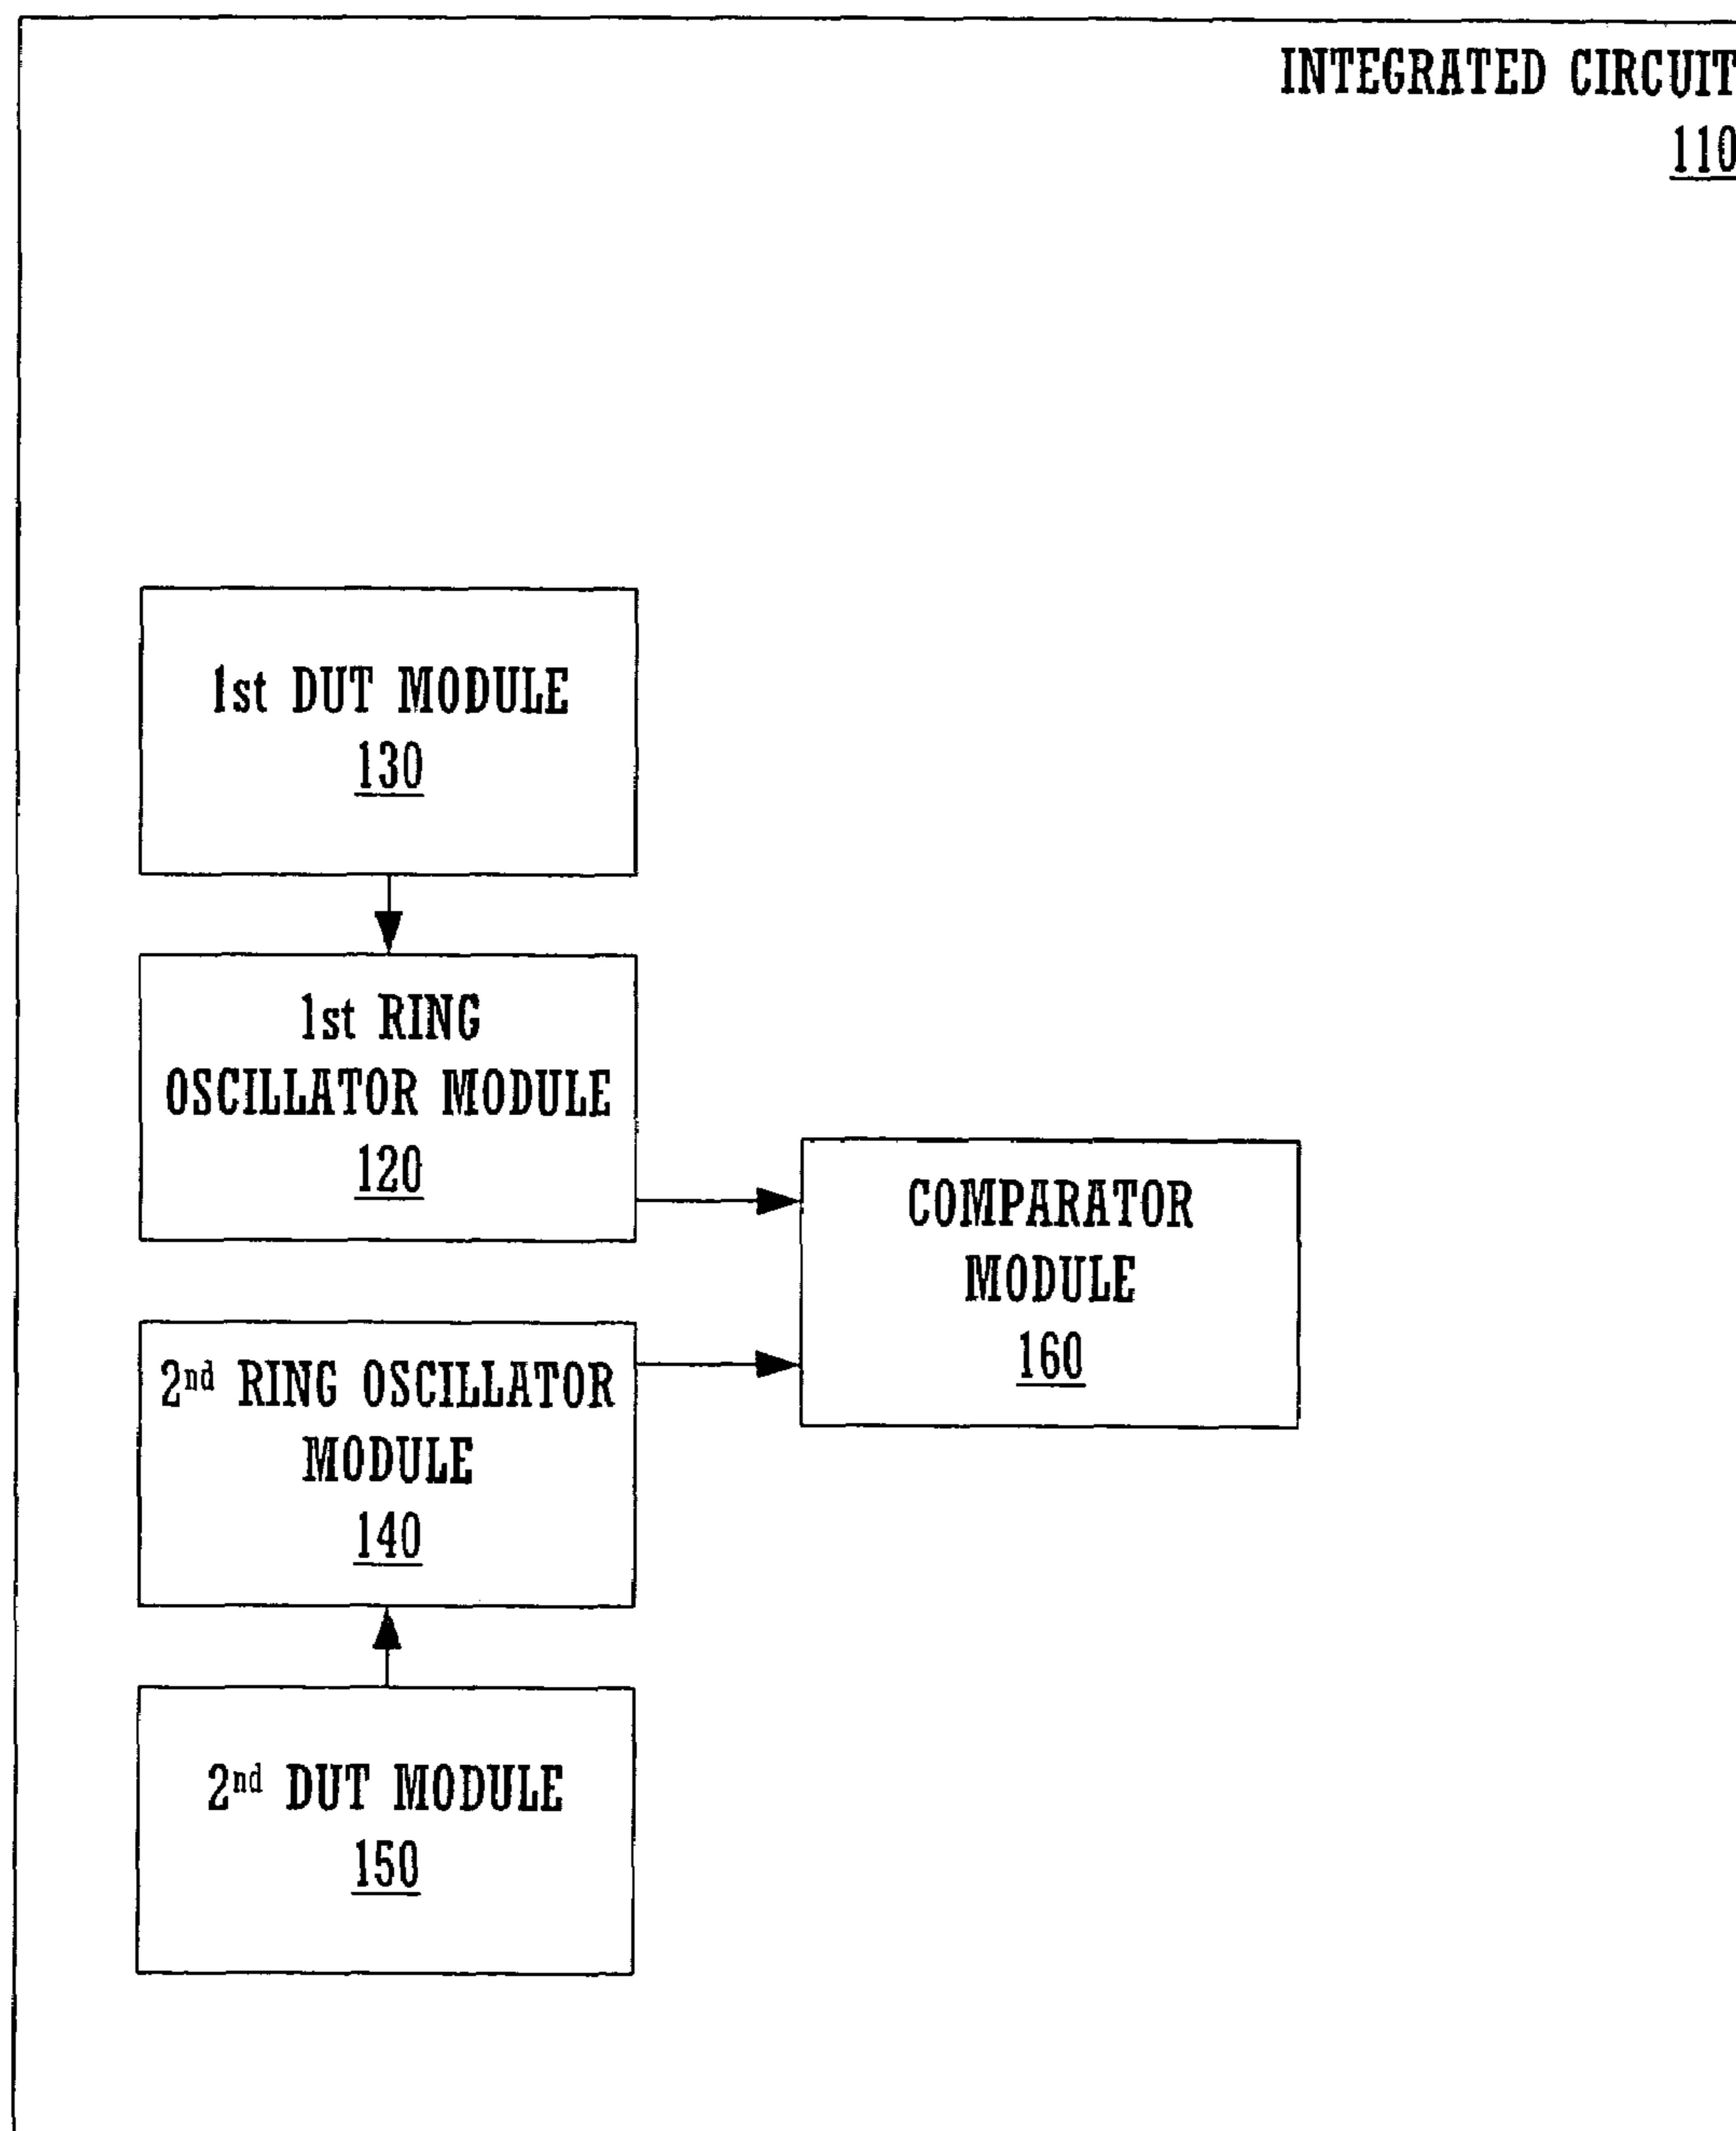 INTEGRATED CIRCUIT
110
1st DUT MODULE
130
1st RING
OSCILLATOR MODULE
120
COMPARATOR
MODULE
160
2nd RING OSCILLATOR
MODULE
140
2nd DUT MODULE
150